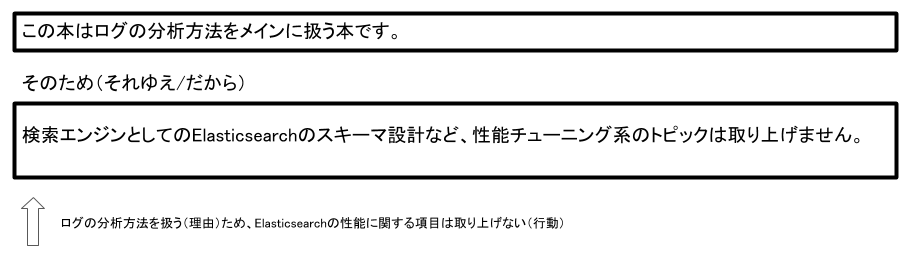 この本はログの分析方法をメインに扱う本です。
そのため（それゆえ/だから）
検索エンジンとしてのElasticsearchのスキーマ設計など、性能チューニング系のトピックは取り上げません。
ログの分析方法を扱う（理由）ため、Elasticsearchの性能に関する項目は取り上げない（行動）